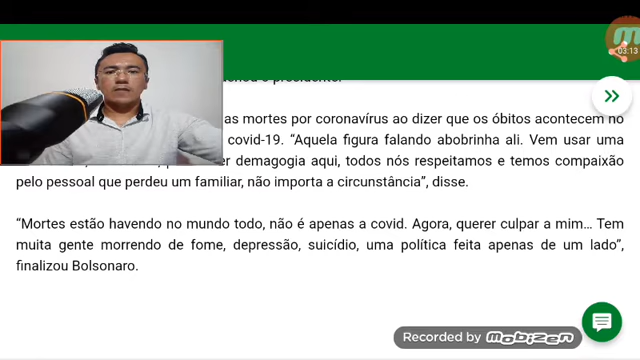 03:13
presidente.
as mortes por coronavírus ao dizer que os óbitos acontecem no
covid-19. “Aquela figura falando abobrinha ali. Vem usar uma
demagogia aqui, todos nós respeitamos e temos compaixão
pelo pessoal que perdeu um familiar, não importa a circunstância”, disse.
“Mortes estão havendo no mundo todo, não é apenas a covid. Agora, querer culpar a mim… Tem
muita gente morrendo de fome, depressão, suicídio, uma política feita apenas de um lado”,
finalizou Bolsonaro.
Recorded by mobizen